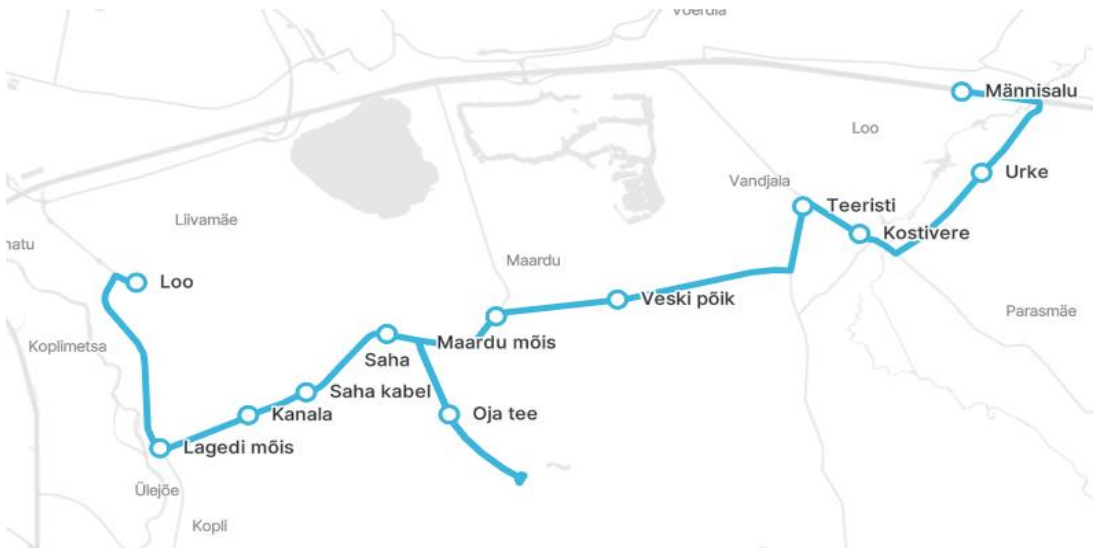 Voerdla
Männisalu
Loo
Urke
Vandjala
Teeristi
Kostivere
Liivamäe
natu
Maardu
Loo
Veski põik
Parasmäe
Koplimetsa
Maardu mõis
Saha
Saha kabel
Kanala
Oja tee
Lagedi mõis
Ülejõe
Kopli